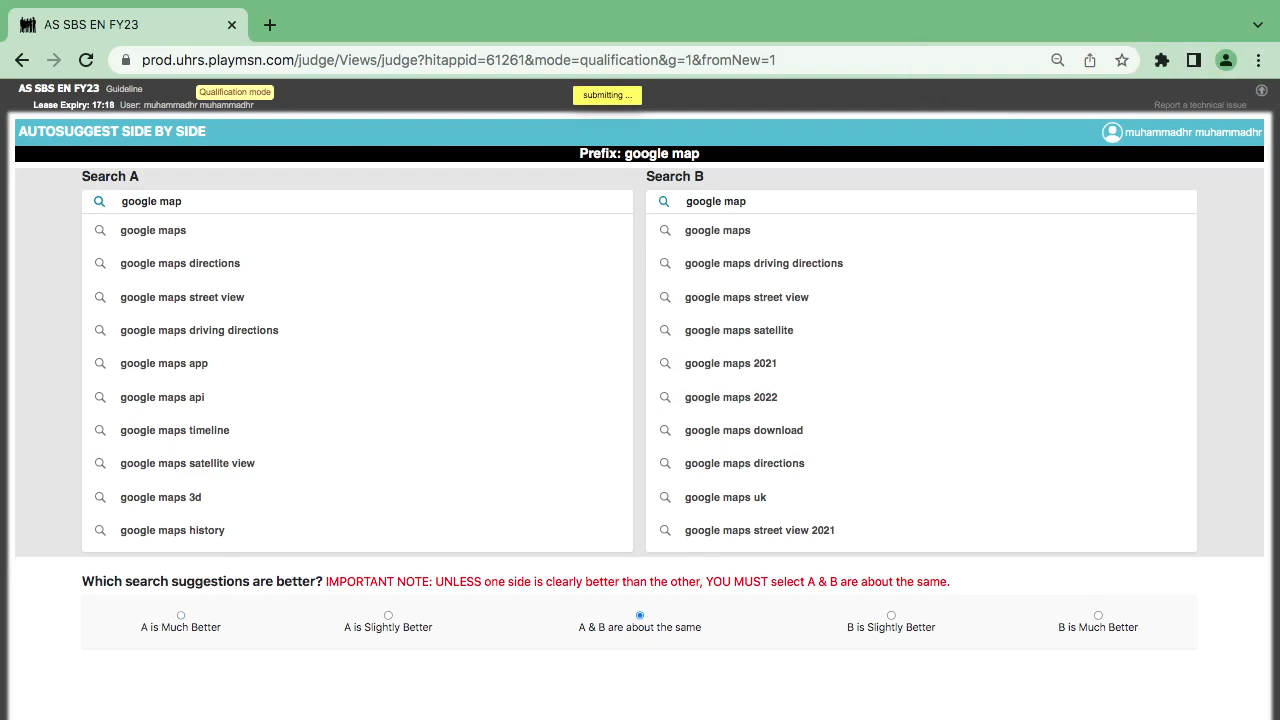 AS SBS EN FY23
prod.uhrs.playmsn.com/judge/Views/judge?hitappid=61261&mode=qualification&g=1&fromNew=1
AS SBS EN FY23 Guideline Qualification mode
submitting ...
Lease Expiry: 17:18 User: muhammadhr muhammadhr
Report a technical issue
AUTOSUGGEST SIDE BY SIDE
muhammadhr muhammadhr
Prefix: google map
Search A
google map
google maps
google maps directions
google maps street view
google maps driving directions
google maps app
google maps api
google maps timeline
google maps satellite view
google maps 3d
google maps history
Search B
google map
google maps
google maps driving directions
google maps street view
google maps satellite
google maps 2021
google maps 2022
google maps download
google maps directions
google maps uk
google maps street view 2021
Which search suggestions are better? IMPORTANT NOTE: UNLESS one side is clearly better than the other, YOU MUST select A & B are about the same.
A is Much Better
A is Slightly Better
A & B are about the same
B is Slightly Better
B is Much Better